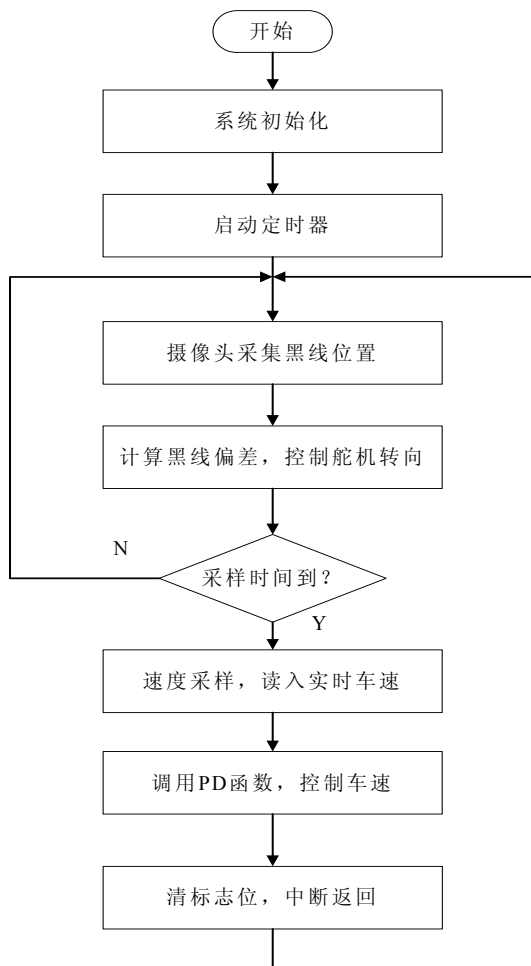 开始
系统初始化
启动定时器
摄像头采集黑线位置
计算黑线偏差，控制舵机转向
N
采样时间到？
Y
速度采样，读入实时车速
调用PD函数，控制车速
清标志位，中断返回